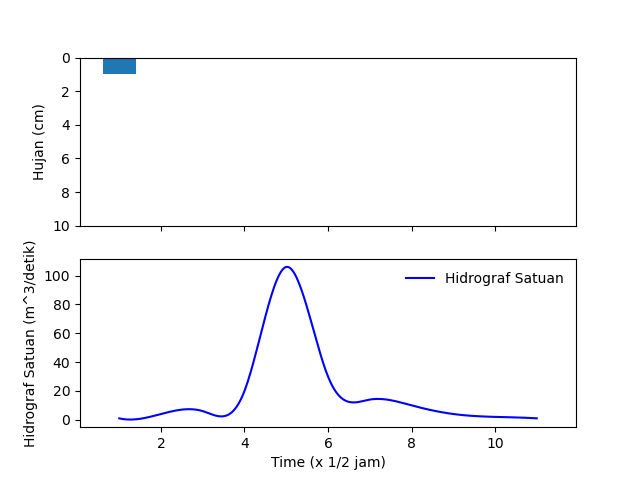 Hujan (cm)
0
2
4
6
8
10
Hidrograf Satuan (m^3/detik)
100
80
60
40
20
0
Hidrograf Satuan
2 4 6 8 10
Time (x 1/2 jam)